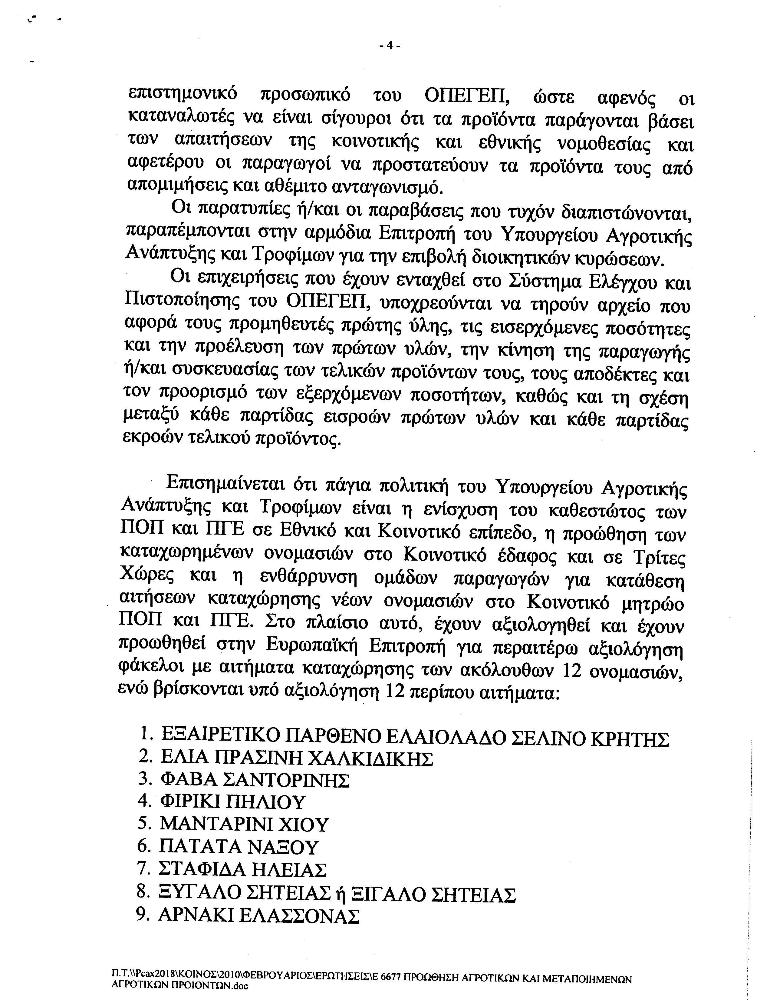 - 4 -
επιστημονικό προσωπικό του ΟΠΕΓΕΠ, ώστε αφενός οι
καταναλωτές να είναι σίγουροι ότι τα προϊόντα παράγονται βάσει
των απαιτήσεων της κοινοτικής και εθνικής νομοθεσίας και
αφετέρου οι παραγωγοί να προστατεύουν τα προϊόντα τους από
απομιμήσεις και αθέμιτο ανταγωνισμό.
Οι παρατυπίες ή/και οι παραβάσεις που τυχόν διαπιστώνονται,
παραπέμπονται στην αρμόδια Επιτροπή του Υπουργείου Αγροτικής
Ανάπτυξης και Τροφίμων για την επιβολή διοικητικών κυρώσεων.
Οι επιχειρήσεις που έχουν ενταχθεί στο Σύστημα Ελέγχου και
Πιστοποίησης του ΟΠΕΓΕΠ, υποχρεούνται να τηρούν αρχείο που
αφορά τους προμηθευτές πρώτης ύλης, τις εισερχόμενες ποσότητες
και την προέλευση των πρώτων υλών, την κίνηση της παραγωγής
ή/και συσκευασίας των τελικών προϊόντων τους, τους αποδέκτες και
τον προορισμό των εξερχόμενων ποσοτήτων, καθώς και τη σχέση
μεταξύ κάθε παρτίδας εισροών πρώτων υλών και κάθε παρτίδας
εκροών τελικού προϊόντος.
Επισημαίνεται ότι πάγια πολιτική του Υπουργείου Αγροτικής
Ανάπτυξης και Τροφίμων είναι η ενίσχυση του καθεστώτος των
ΠΟΠ και ΠΓΕ σε Εθνικό και Κοινοτικό επίπεδο, η προώθηση των
καταχωρημένων ονομασιών στο Κοινοτικό έδαφος και σε Τρίτες
Χώρες και η ενθάρρυνση ομάδων παραγωγών για κατάθεση
αιτήσεων καταχώρησης νέων ονομασιών στο Κοινοτικό μητρώο
ΠΟΠ και ΠΓΕ. Στο πλαίσιο αυτό, έχουν αξιολογηθεί και έχουν
προωθηθεί στην Ευρωπαϊκή Επιτροπή για περαιτέρω αξιολόγηση
φάκελοι με αιτήματα καταχώρησης των ακόλουθων 12 ονομασιών,
ενώ βρίσκονται υπό αξιολόγηση 12 περίπου αιτήματα:
1. ΕΞΑΙΡΕΤΙΚΟ ΠΑΡΘΕΝΟ ΕΛΑΙΟΛΑΔΟ ΣΕΛΙΝΟ ΚΡΗΤΗΣ
2. ΕΛΙΑ ΠΡΑΣΙΝΗ ΧΑΛΚΙΔΙΚΗΣ
3. ΦΑΒΑ ΣΑΝΤΟΡΙΝΗΣ
4. ΦΙΡΙΚΙ ΠΗΛΙΟΥ
5. ΜΑΝΤΑΡΙΝΙ ΧΙΟΥ
6. ΠΑΤΑΤΑ ΝΑΞΟΥ
7. ΣΤΑΦΙΔΑ ΗΛΕΙΑΣ
8. ΞΥΓΑΛΟ ΣΗΤΕΙΑΣ ή ΞΙΓΑΛΟ ΣΗΤΕΙΑΣ
9. ΑΡΝΑΚΙ ΕΛΑΣΣΟΝΑΣ
Π.Τ.\\Pcax2018\ΚΟΙΝΟΣ\2010\ΦΕΒΡΟΥΑΡΙΟΣ\ΕΡΩΤΗΣΕΙΣ\Ε 6677 ΠΡΟΩΘΗΣΗ ΑΓΡΟΤΙΚΩΝ ΚΑΙ ΜΕΤΑΠΟΙΗΜΕΝΩΝ
ΑΓΡΟΤΙΚΩΝ ΠΡΟΙΟΝΤΩΝ.doc